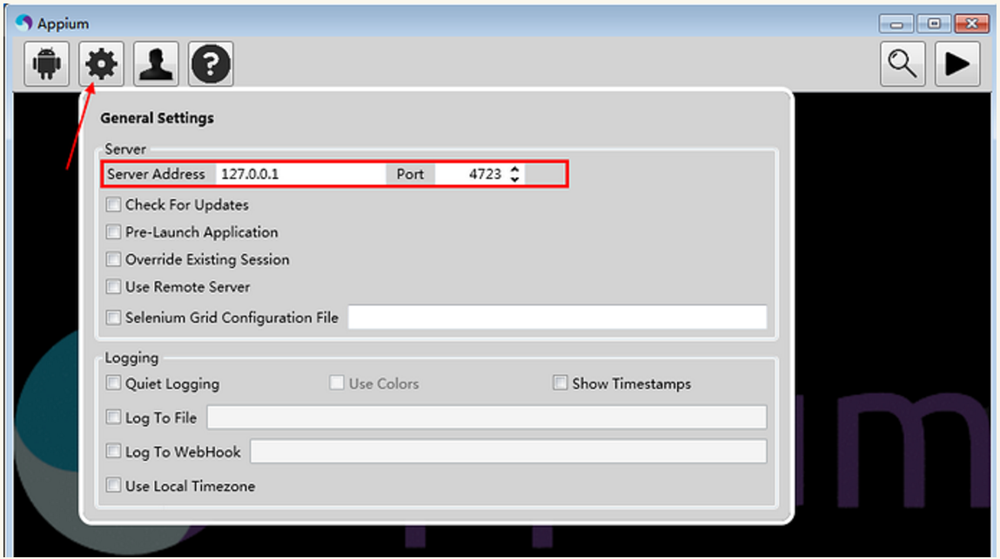 Appium
General Settings
Server
Server Address 127.0.0.1 Port 4723
Check For Updates
Pre-Launch Application
Override Existing Session
Use Remote Server
Selenium Grid Configuration File
Logging
Quiet Logging Use Colors Show Timestamps
Log To File
Log To WebHook
Use Local Timezone